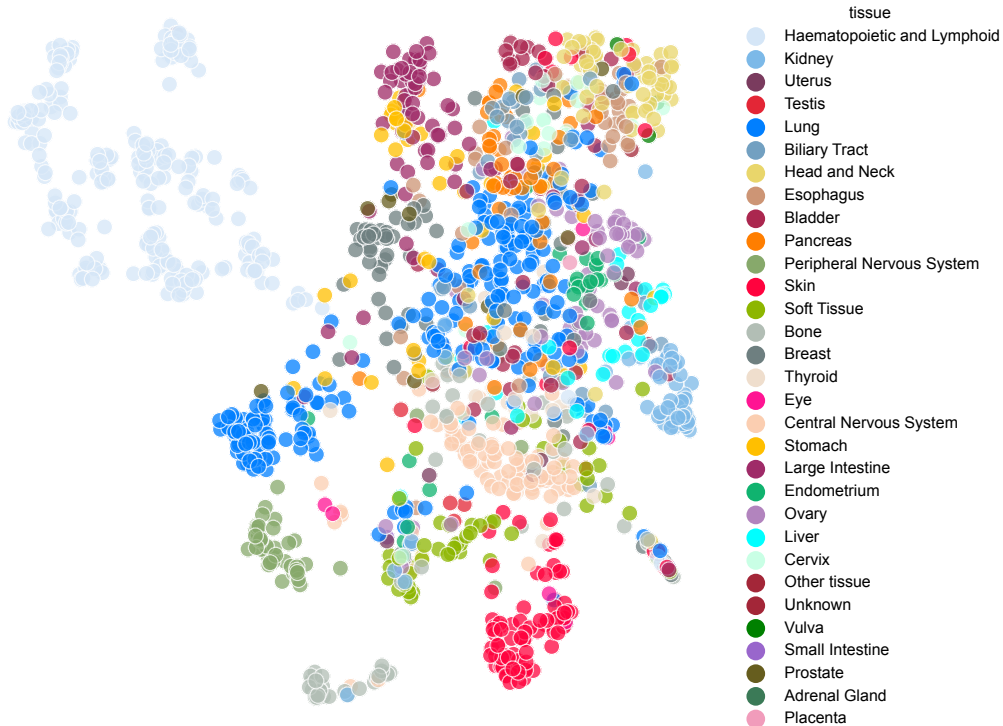 tissue
Haematopoietic and Lymphoid
Kidney
Uterus
Testis
Lung
Biliary Tract
Head and Neck
Esophagus
Bladder
Pancreas
Peripheral Nervous System
Skin
Soft Tissue
Bone
Breast
Thyroid
Eye
Central Nervous System
Stomach
Large Intestine
Endometrium
Ovary
Liver
Cervix
Other tissue
Unknown
Vulva
Small Intestine
Prostate
Adrenal Gland
Placenta